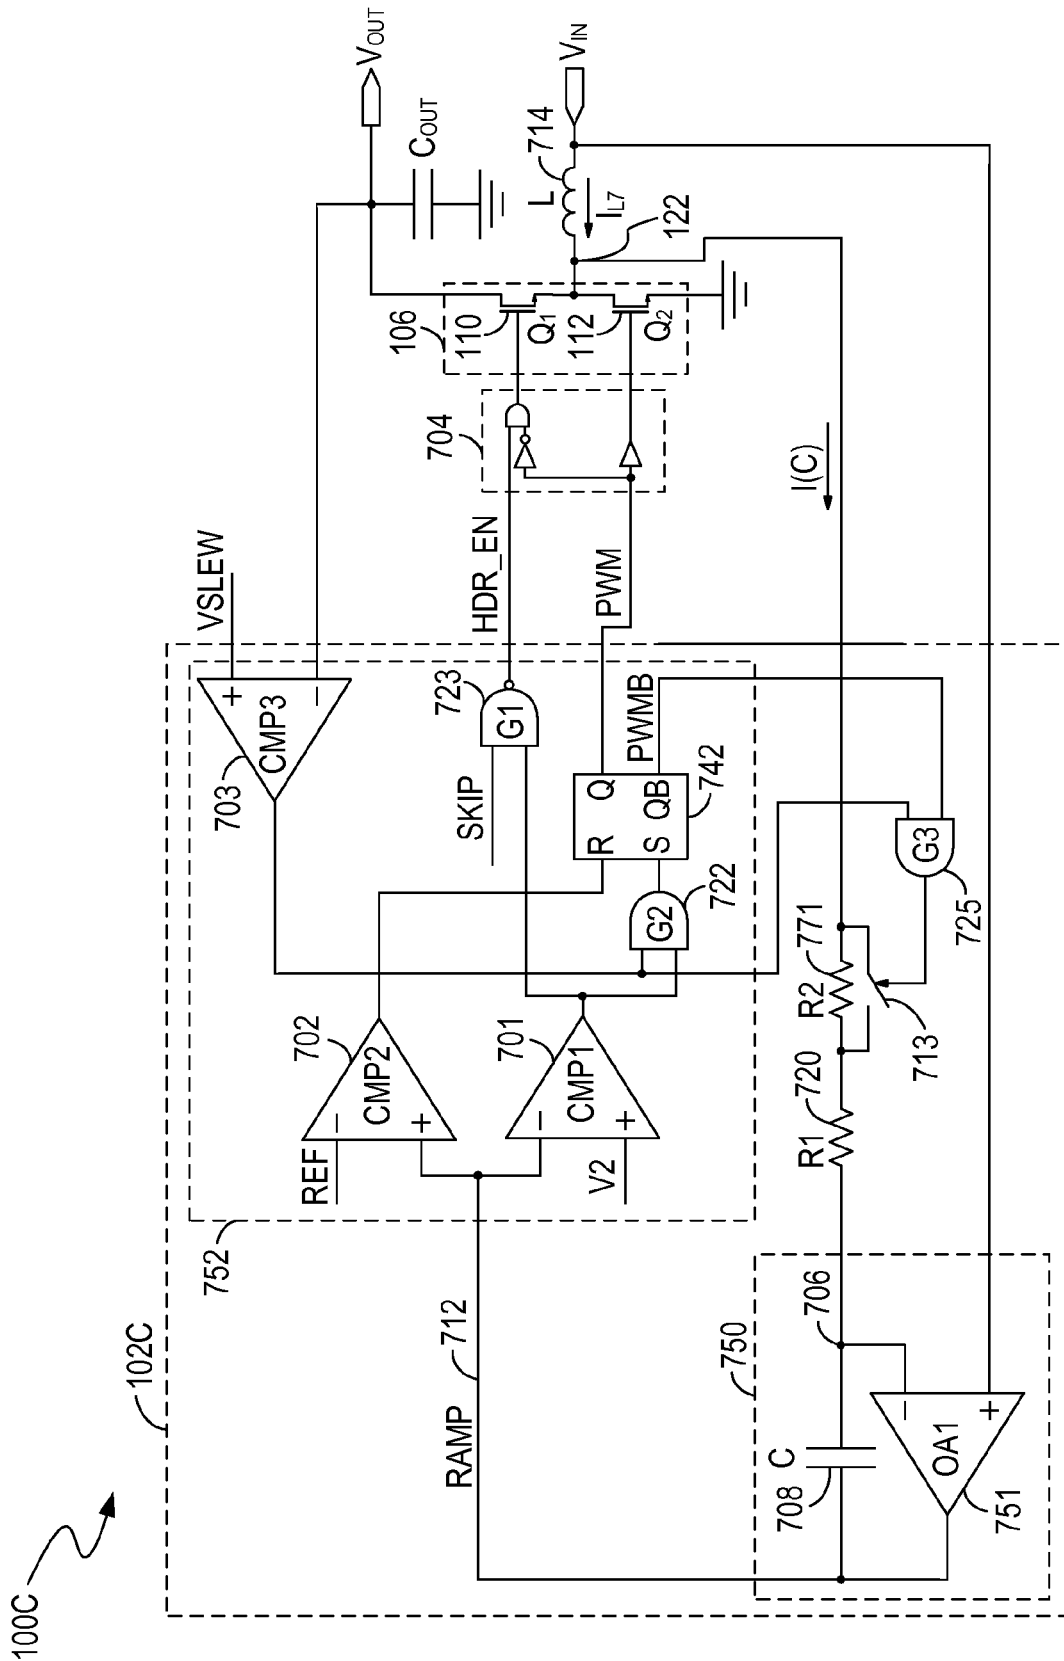 100C
102C
752
750
RAMP
712
C
708
OA1
−
+
751
706
R1
720
R2
771
713
G3
725
REF
−
+
CMP2
702
V2
−
+
CMP1
701
G2
722
R
S
Q
QB
742
PWMB
SKIP
G1
723
CMP3
703
+
−
VSLEW
HDR_EN
PWM
704
106
110
Q1
112
Q2
122
I(C)
L
714
IL7
COUT
VOUT
VIN